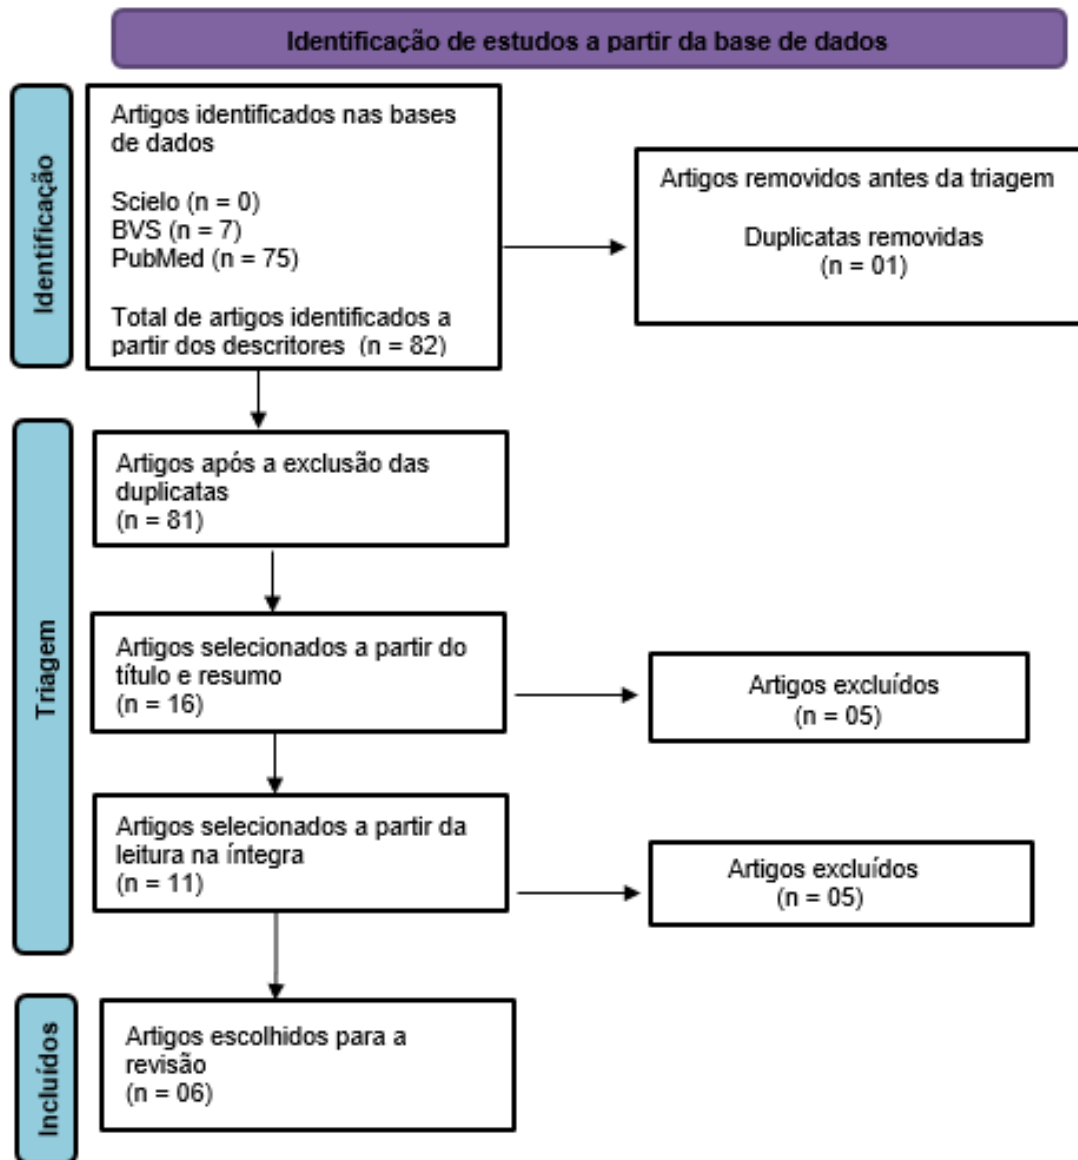 Identificação de estudos a partir da base de dados
Identificação
Artigos identificados nas bases
de dados
Scielo (n = 0)
BVS (n = 7)
PubMed (n = 75)
Total de artigos identificados a
partir dos descritores (n = 82)
Artigos removidos antes da triagem
Duplicatas removidas
(n = 01)
Triagem
Artigos após a exclusão das
duplicatas
(n = 81)
Artigos selecionados a partir do
título e resumo
(n = 16)
Artigos excluídos
(n = 05)
Artigos selecionados a partir da
leitura na íntegra
(n = 11)
Artigos excluídos
(n = 05)
Incluídos
Artigos escolhidos para a
revisão
(n = 06)